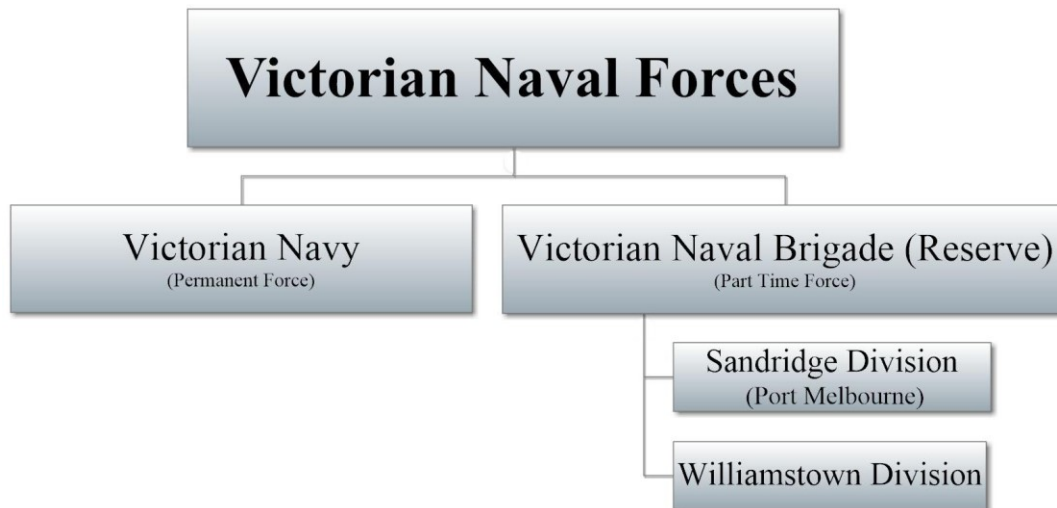 Victorian Naval Forces
Victorian Navy
(Permanent Force)
Victorian Naval Brigade (Reserve)
(Part Time Force)
Sandridge Division
(Port Melbourne)
Williamstown Division